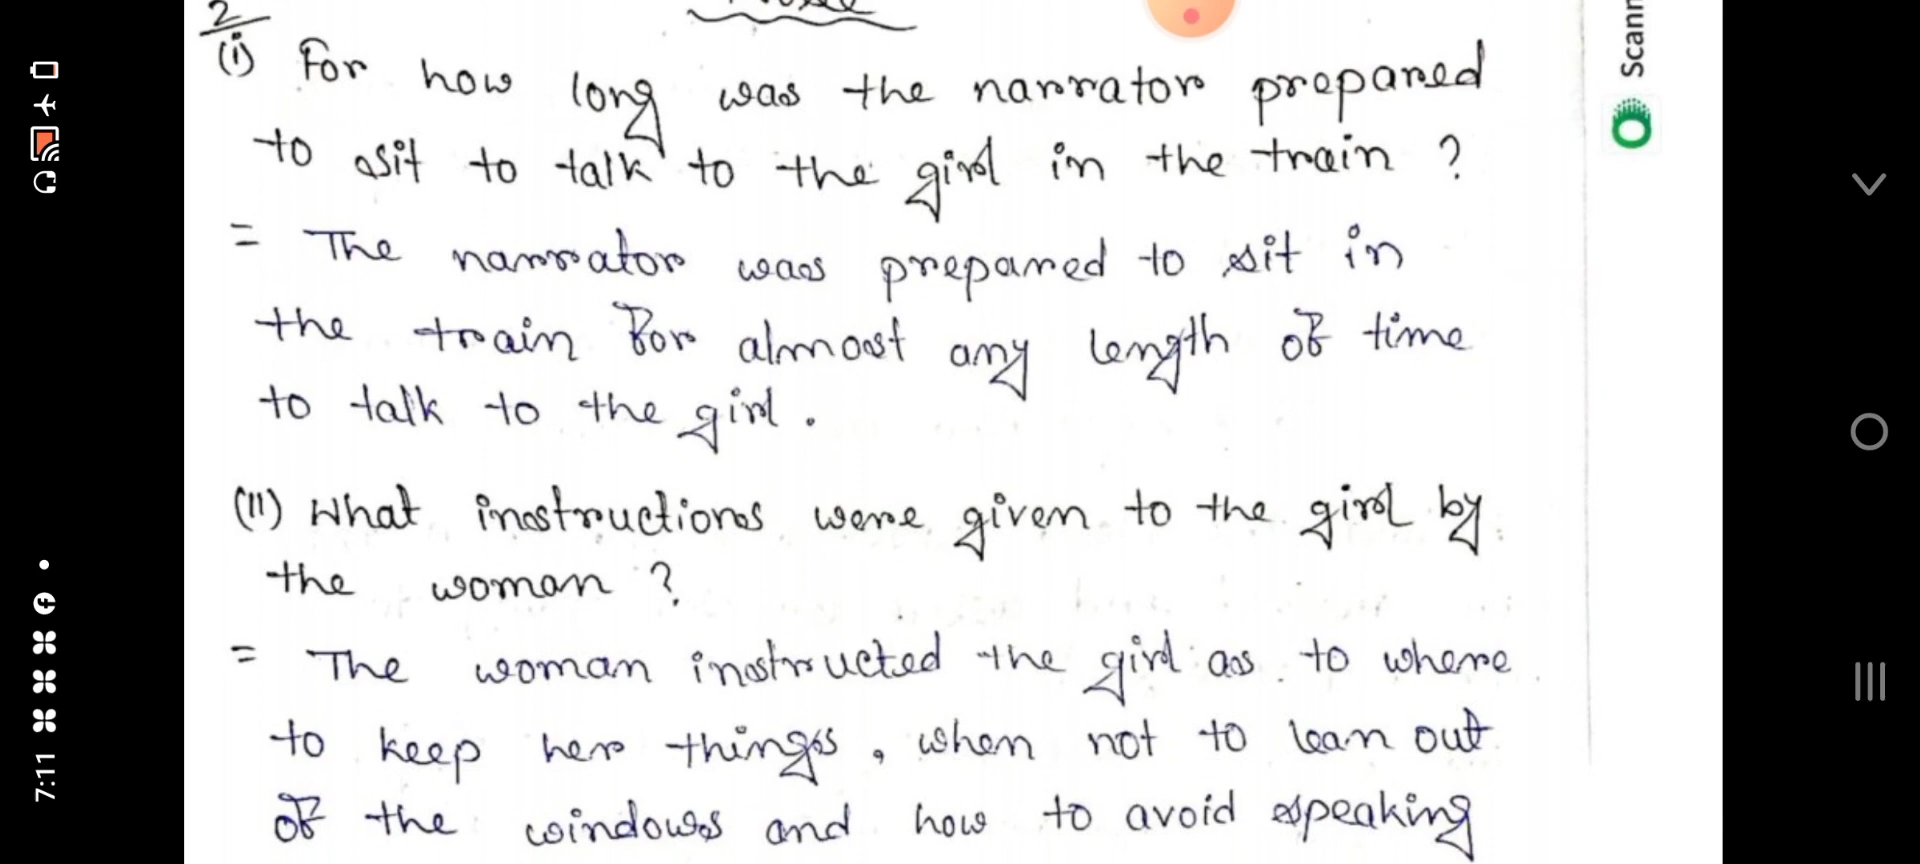 2
(i) For how long was the narrator prepared
to sit to talk to the girl in the train ?
= The narrator was prepared to sit in
the train for almost any length of time
to talk to the girl.
(II) What instructions were given to the girl by
the woman ?
= The woman instructed the girl as to where
to keep her things, when not to lean out
of the windows and how to avoid speaking
Scann
7:11